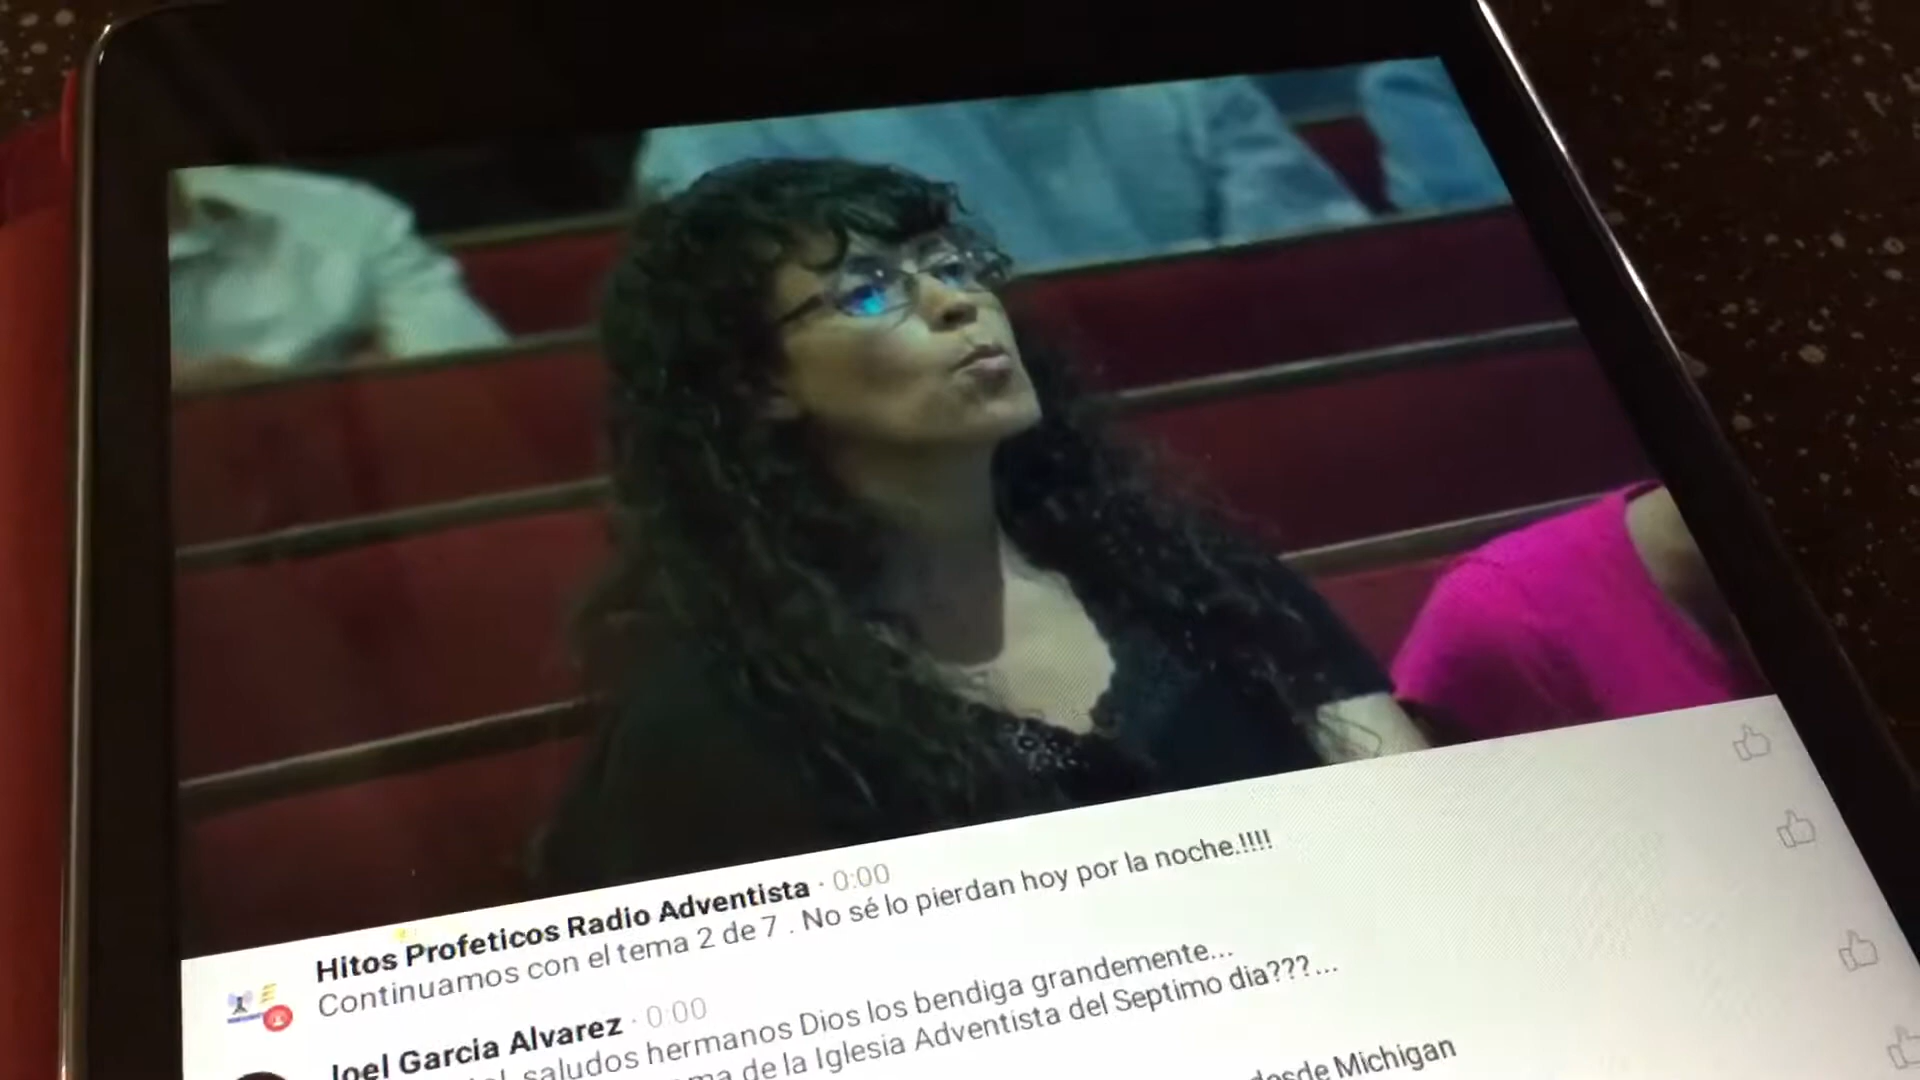 Hitos Profeticos Radio Adventista · 0:00
Continuamos con el tema 2 de 7 . No sé lo pierdan hoy por la noche.!!!!
Joel Garcia Alvarez · 0:00
saludos hermanos Dios los bendiga grandemente...
de la Iglesia Adventista del Septimo dia???...
desde Michigan